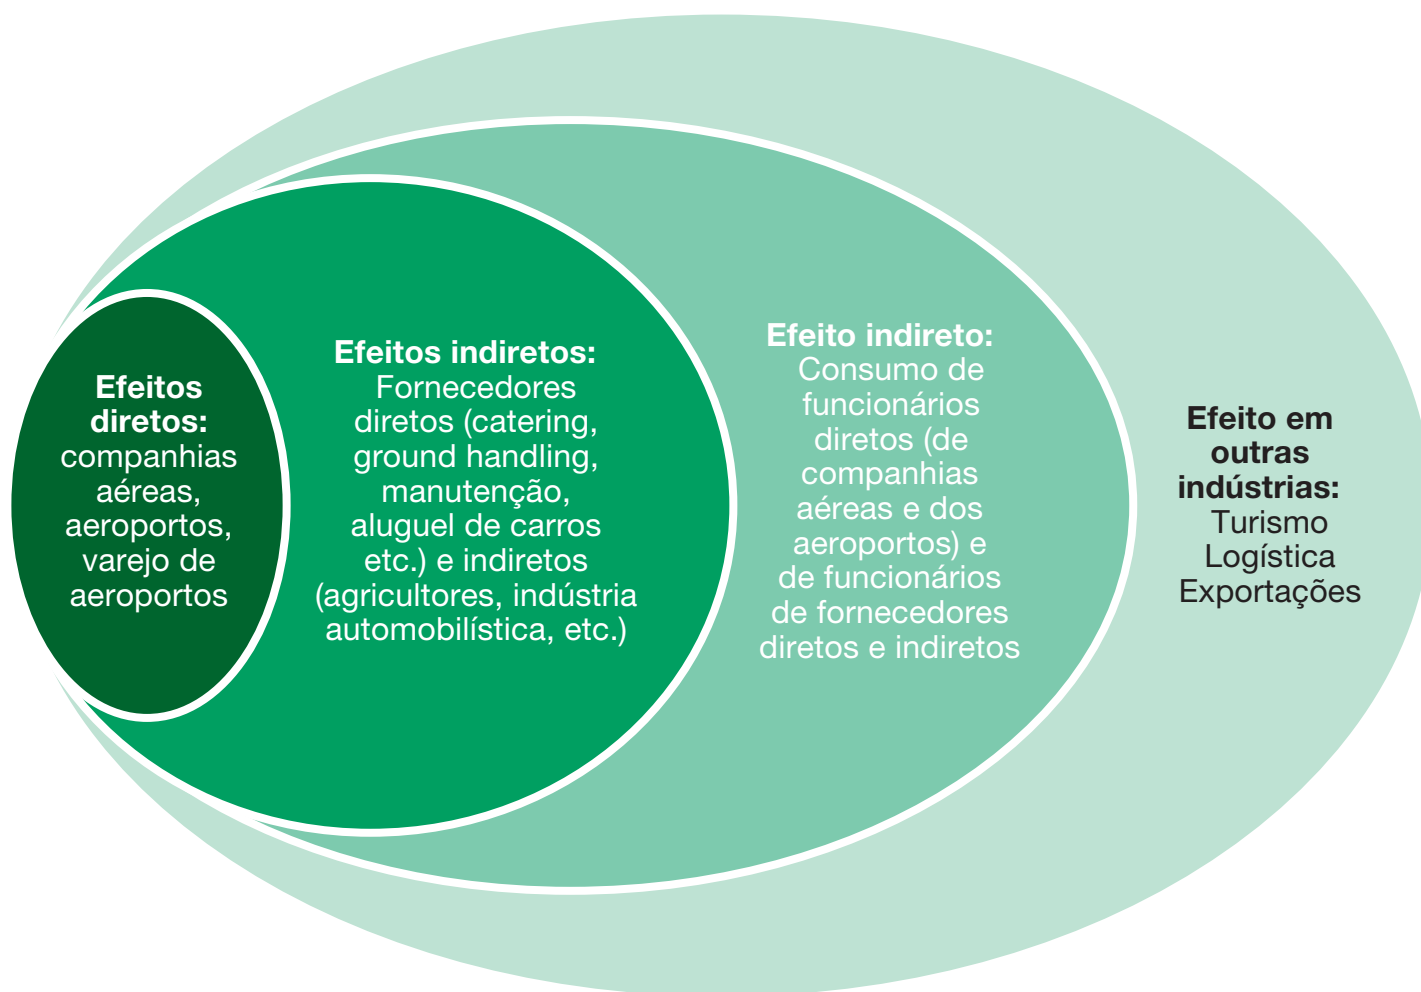 Efeitos
diretos:
companhias
aéreas,
aeroportos,
varejo de
aeroportos
Efeitos indiretos:
Fornecedores
diretos (catering,
ground handling,
manutenção,
aluguel de carros
etc.) e indiretos
(agricultores, indústria
automobilística, etc.)
Efeito indireto:
Consumo de
funcionários
diretos (de
companhias
aéreas e dos
aeroportos) e
de funcionários
de fornecedores
diretos e indiretos
Efeito em
outras
indústrias:
Turismo
Logística
Exportações